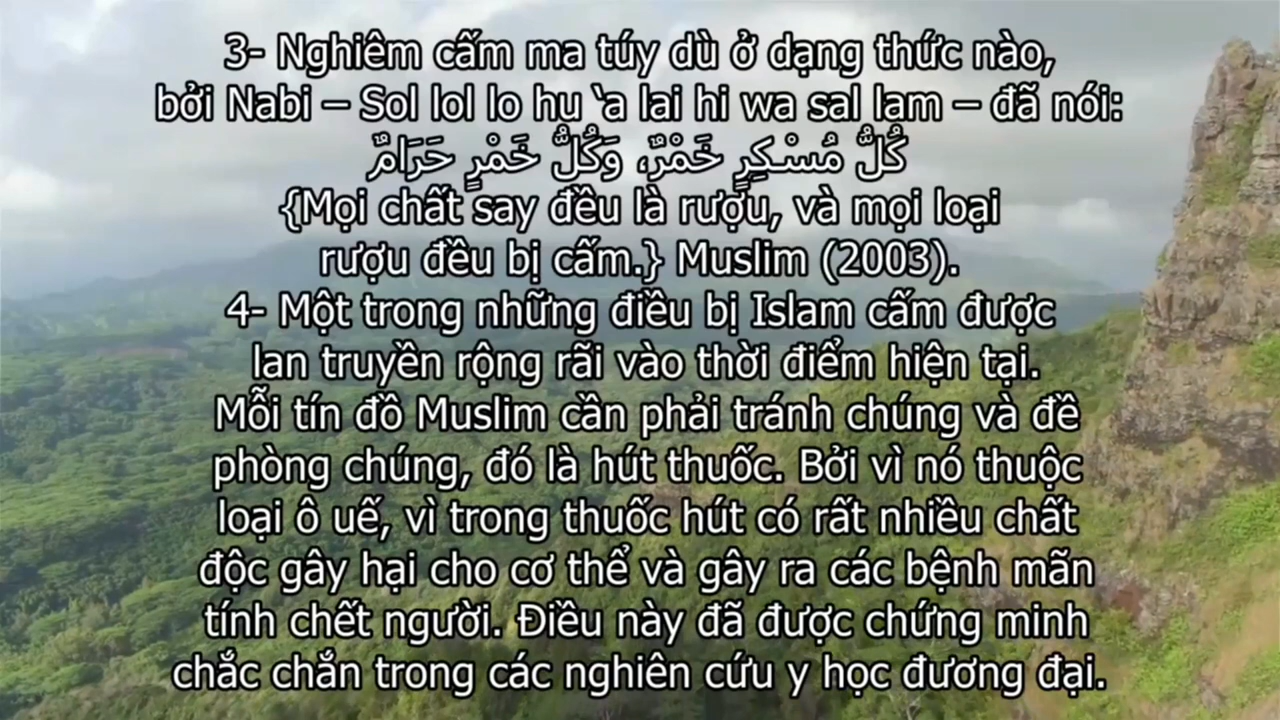 3- Nghiêm cấm ma túy dù ở dạng thức nào,
bởi Nabi – Sol lol lo hu ‘a lai hi wa sal lam – đã nói:
كُلُّ مُسْكِرٍ خَمْرٌ، وَكُلُّ خَمْرٍ حَرَامٌ
{Mọi chất say đều là rượu, và mọi loại
rượu đều bị cấm.} Muslim (2003).
4- Một trong những điều bị Islam cấm được
lan truyền rộng rãi vào thời điểm hiện tại.
Mỗi tín đồ Muslim cần phải tránh chúng và đề
phòng chúng, đó là hút thuốc. Bởi vì nó thuộc
loại ô uế, vì trong thuốc hút có rất nhiều chất
độc gây hại cho cơ thể và gây ra các bệnh mãn
tính chết người. Điều này đã được chứng minh
chắc chắn trong các nghiên cứu y học đương đại.